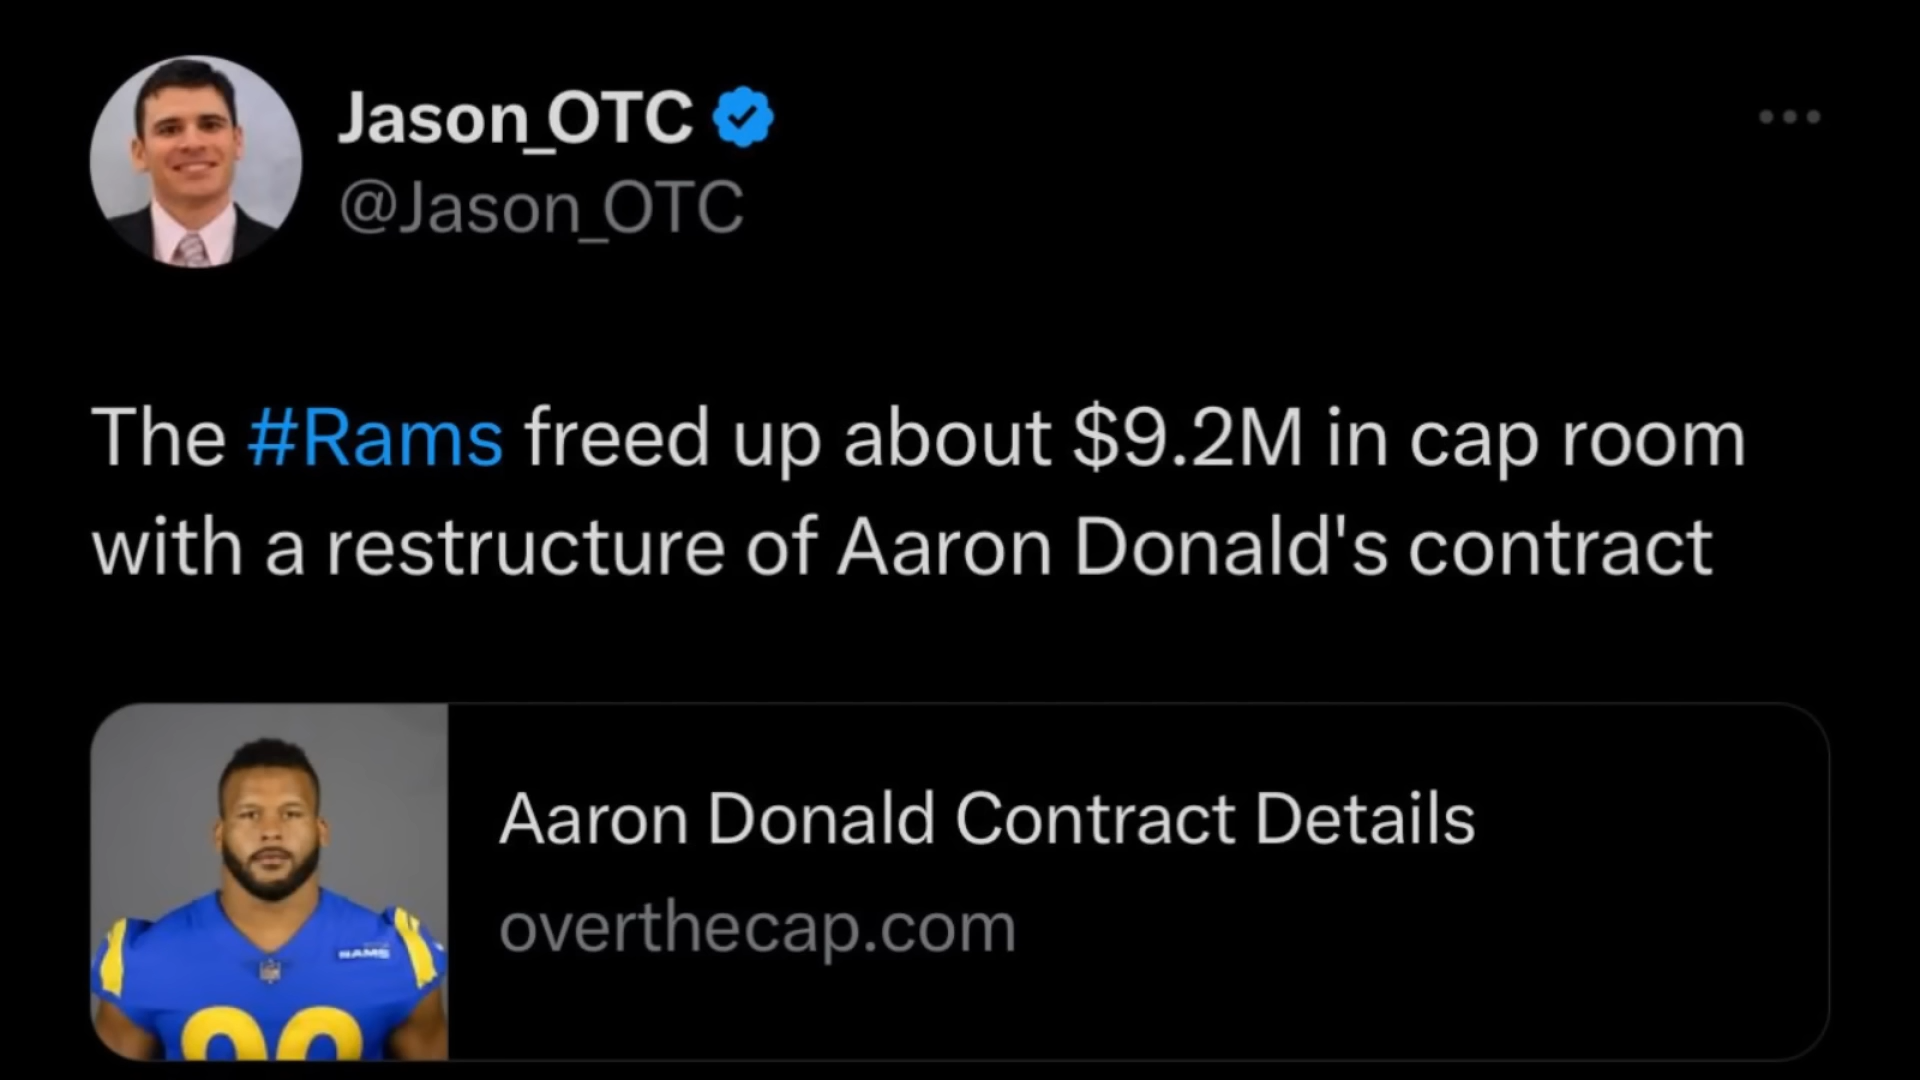 Jason_OTC
@Jason_OTC
The #Rams freed up about $9.2M in cap room
with a restructure of Aaron Donald's contract
Aaron Donald Contract Details
overthecap.com
RAMS